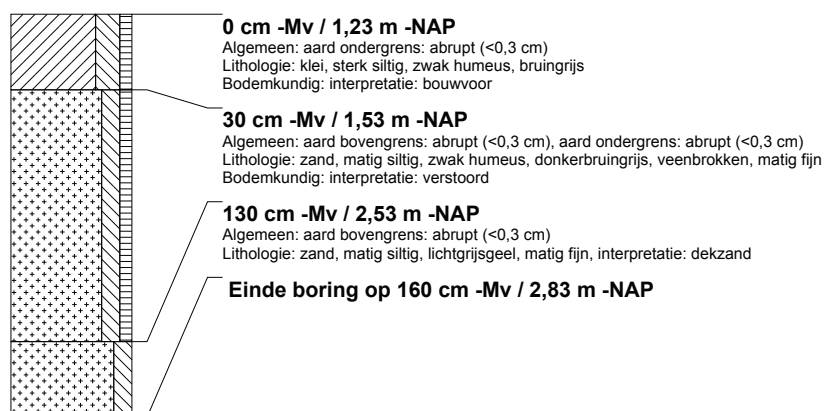 0 cm -Mv / 1,23 m -NAP
Algemeen: aard ondergrens: abrupt (<0,3 cm)
Lithologie: klei, sterk siltig, zwak humeus, bruingrijs
Bodemkundig: interpretatie: bouwvoor
30 cm -Mv / 1,53 m -NAP
Algemeen: aard bovengrens: abrupt (<0,3 cm), aard ondergrens: abrupt (<0,3 cm)
Lithologie: zand, matig siltig, zwak humeus, donkerbruingrijs, veenbrokken, matig fijn
Bodemkundig: interpretatie: verstoord
130 cm -Mv / 2,53 m -NAP
Algemeen: aard bovengrens: abrupt (<0,3 cm)
Lithologie: zand, matig siltig, lichtgrijsgeel, matig fijn, interpretatie: dekzand
Einde boring op 160 cm -Mv / 2,83 m -NAP